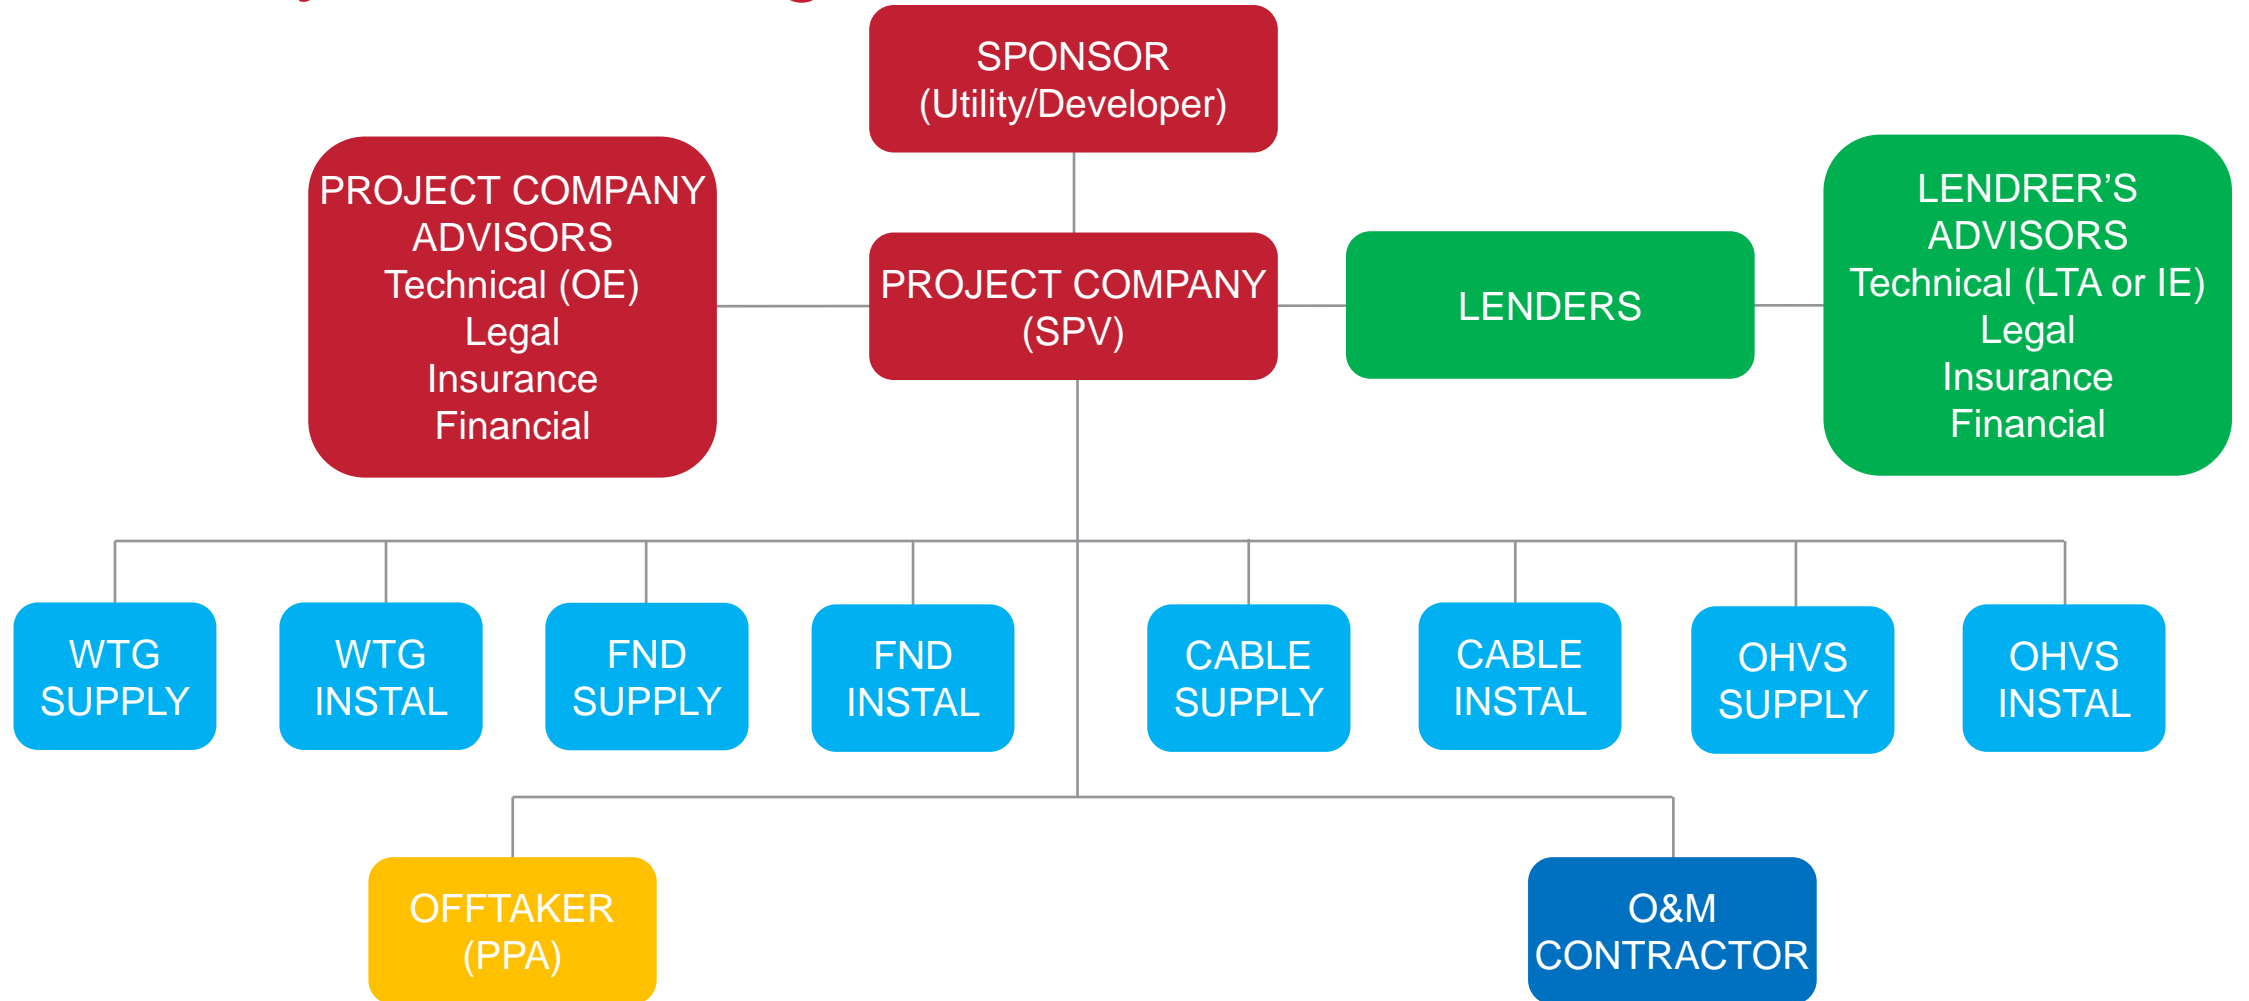 SPONSOR
(Utility/Developer)
PROJECT COMPANY
ADVISORS
Technical (OE)
Legal
Insurance
Financial
PROJECT COMPANY
(SPV)
LENDERS
LENDRER’S
ADVISORS
Technical (LTA or IE)
Legal
Insurance
Financial
WTG
SUPPLY
WTG
INSTAL
FND
SUPPLY
FND
INSTAL
CABLE
SUPPLY
CABLE
INSTAL
OHVS
SUPPLY
OHVS
INSTAL
OFFTAKER
(PPA)
O&M
CONTRACTOR